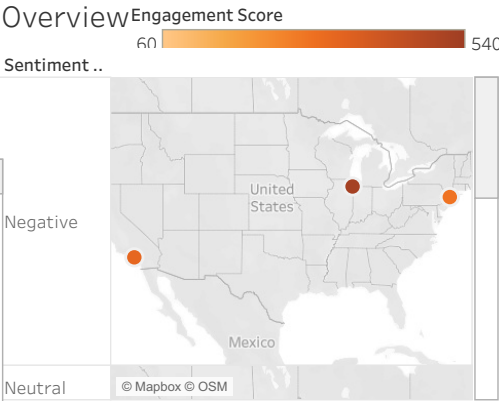 Overview
Engagement Score
60
540
Sentiment ..
Negative
United
States
Mexico
© Mapbox © OSM
Neutral